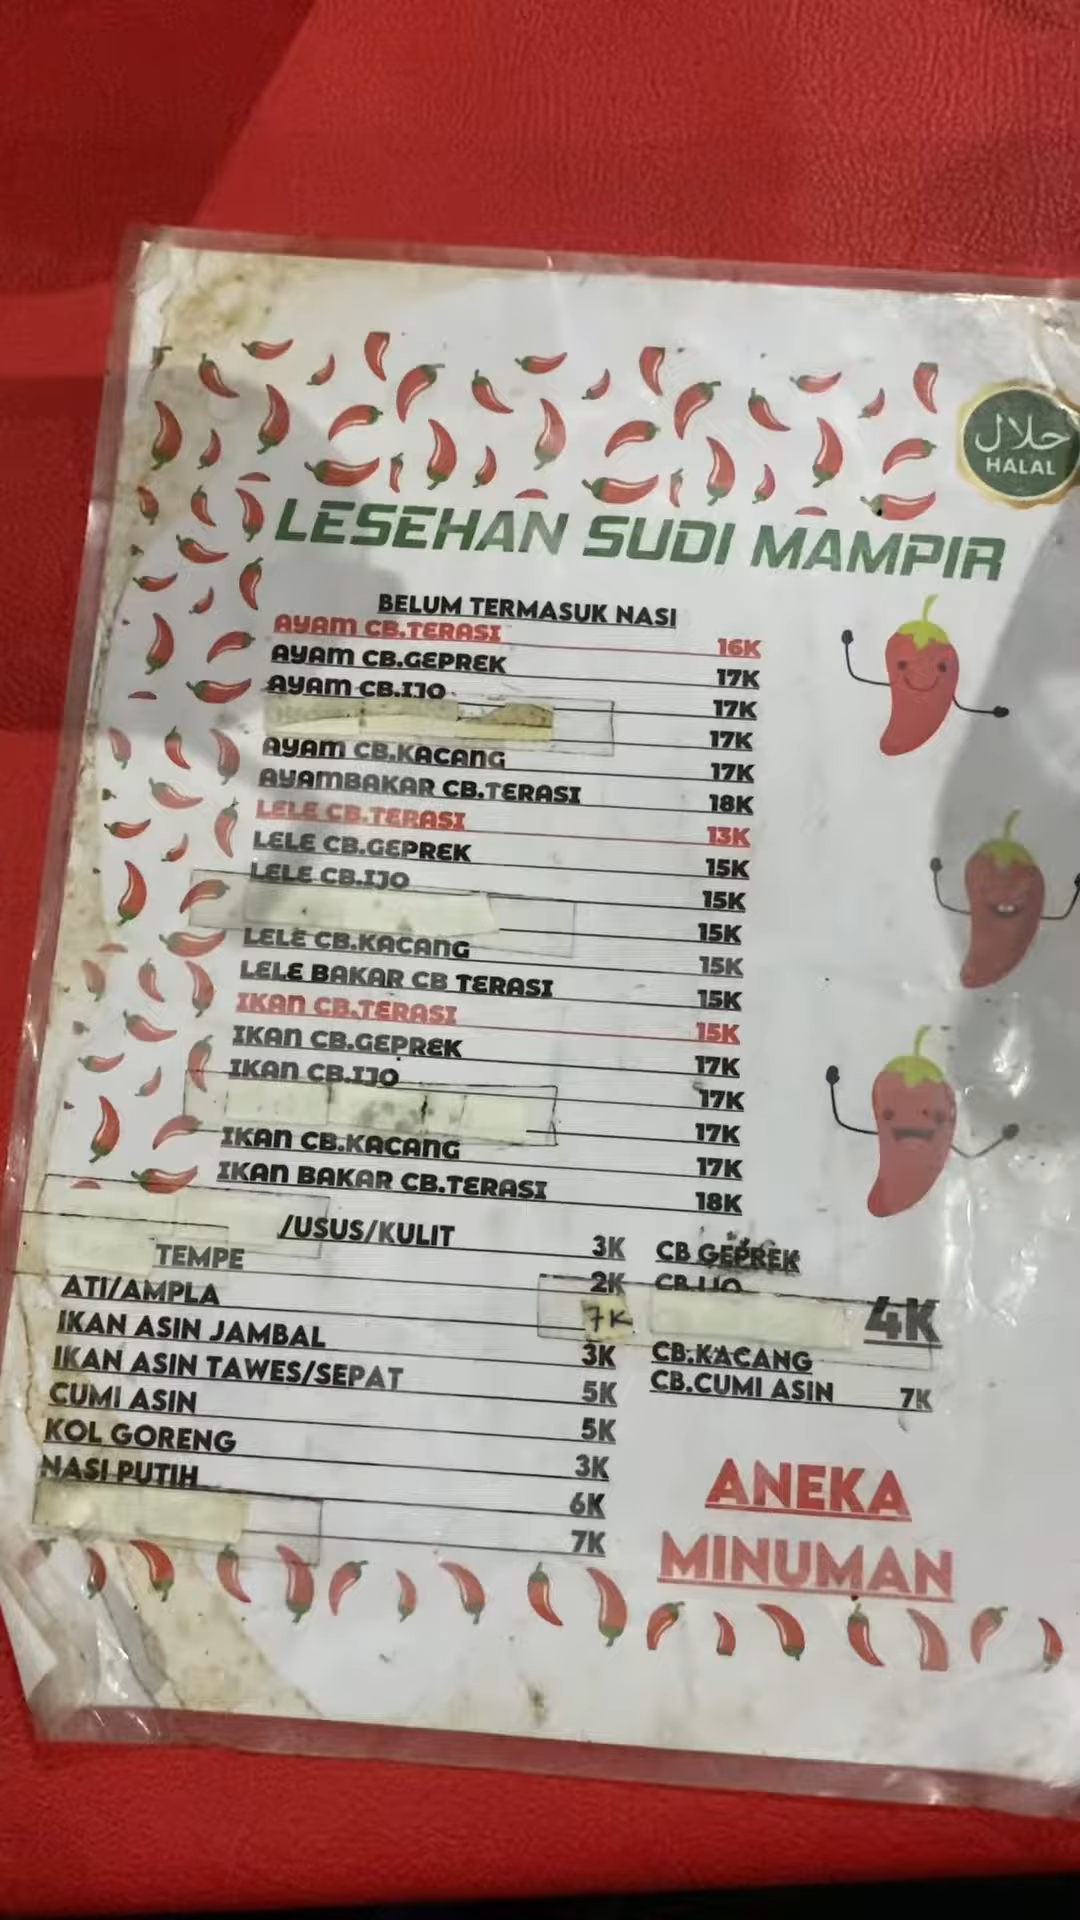 حلال
HALAL
LESEHAN SUDI MAMPIR
BELUM TERMASUK NASI
AYAM CB.TERASI 16K
AYAM CB.GEPREK 17K
AYAM CB.IJO 17K
17K
AYAM CB.KACANG 17K
AYAMBAKAR CB.TERASI 18K
LELE CB.TERASI 13K
LELE CB.GEPREK 15K
LELE CB.IJO 15K
15K
LELE CB.KACANG 15K
LELE BAKAR CB TERASI 15K
IKAN CB.TERASI 15K
IKAN CB.GEPREK 17K
IKAN CB.IJO 17K
17K
IKAN CB.KACANG 17K
IKAN BAKAR CB.TERASI 18K
/USUS/KULIT 3K
TEMPE 2K
ATI/AMPLA 7K
IKAN ASIN JAMBAL 3K
IKAN ASIN TAWES/SEPAT 5K
CUMI ASIN 5K
KOL GORENG 3K
NASI PUTIH 6K
7K
CB GEPREK
CB.IJO
4K
CB.KACANG
CB.CUMI ASIN 7K
ANEKA
MINUMAN